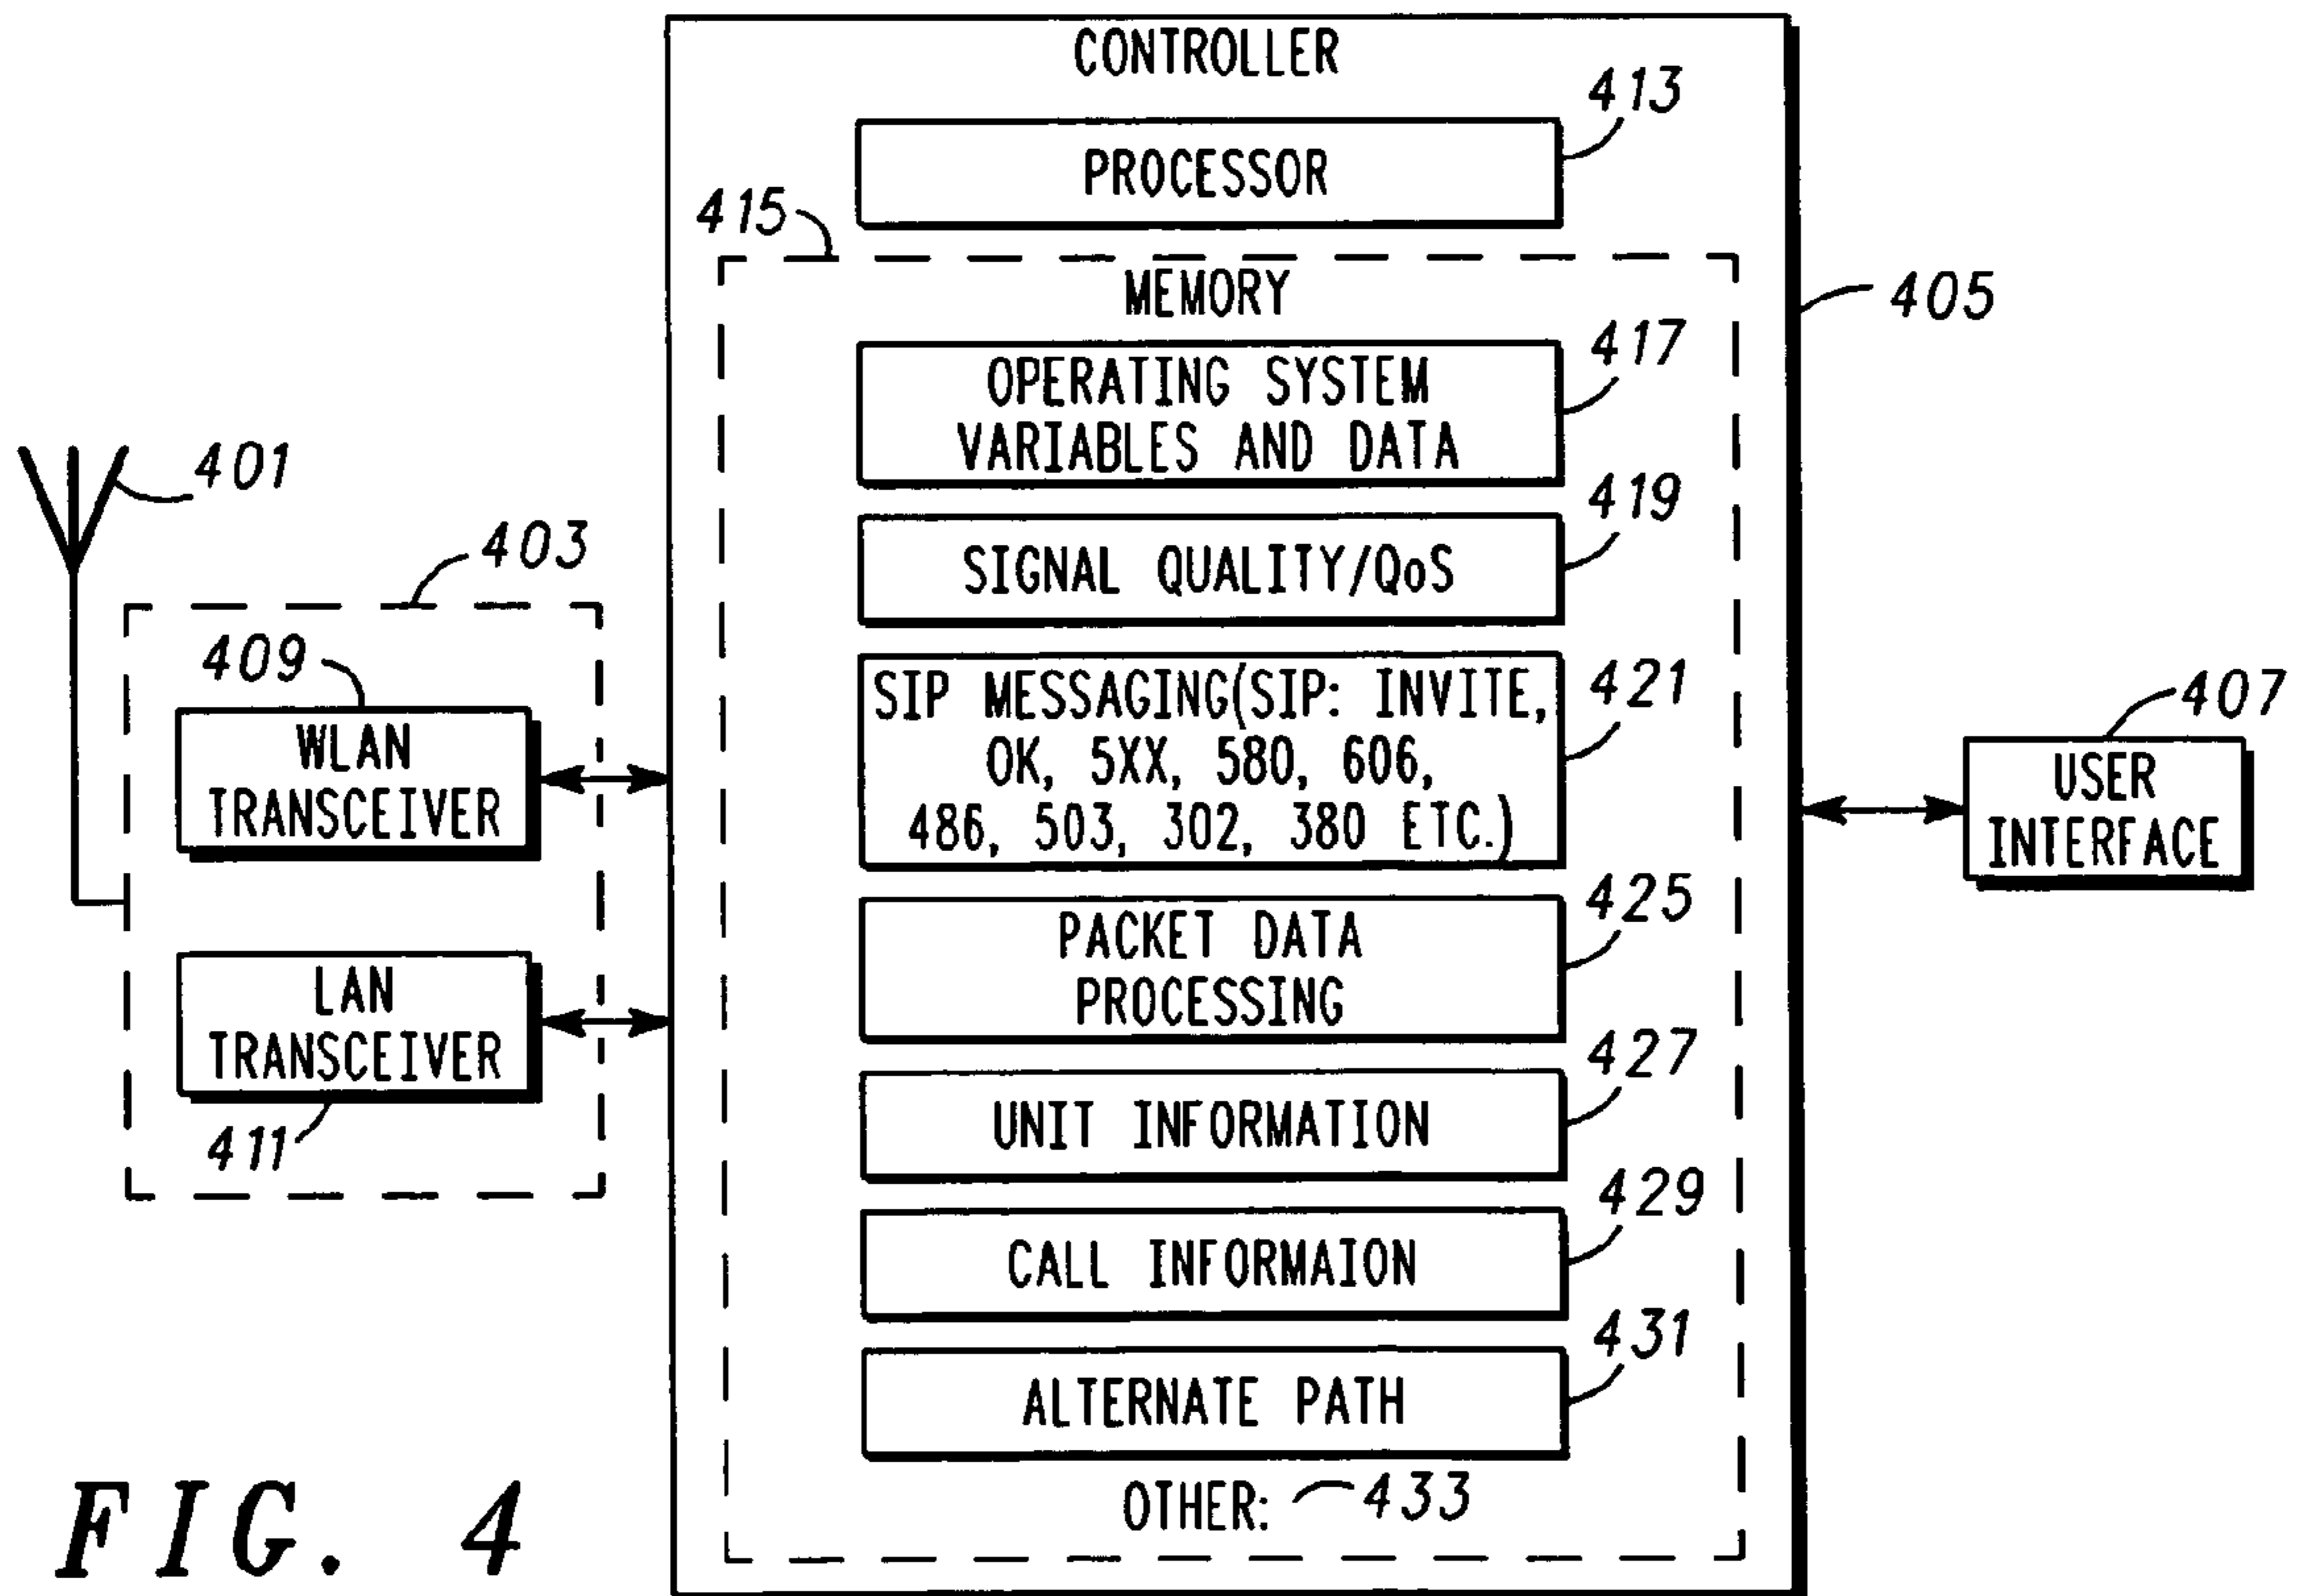 CONTROLLER
413
PROCESSOR
415
MEMORY
405
417
OPERATING SYSTEM
VARIABLES AND DATA
401
419
SIGNAL QUALITY/QoS
403
409
WLAN
TRANSCEIVER
421
SIP MESSAGING(SIP: INVITE,
OK, 5XX, 580, 606,
486, 503, 302, 380 ETC.)
407
USER
INTERFACE
425
PACKET DATA
PROCESSING
LAN
TRANSCEIVER
411
427
UNIT INFORMATION
429
CALL INFORMAION
431
ALTERNATE PATH
OTHER: 433
FIG. 4